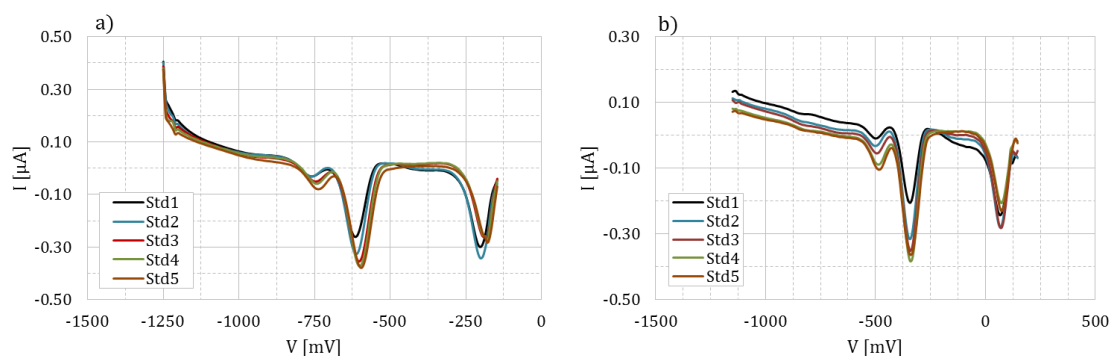 a)
0.50
0.30
0.10
-0.10
-0.30
-0.50
I [µA]
Std1
Std2
Std3
Std4
Std5
-1500 -1250 -1000 -750 -500 -250 0
V [mV]
b)
0.30
0.10
-0.10
-0.30
-0.50
I [µA]
Std1
Std2
Std3
Std4
Std5
-1500 -1000 -500 0 500
V [mV]